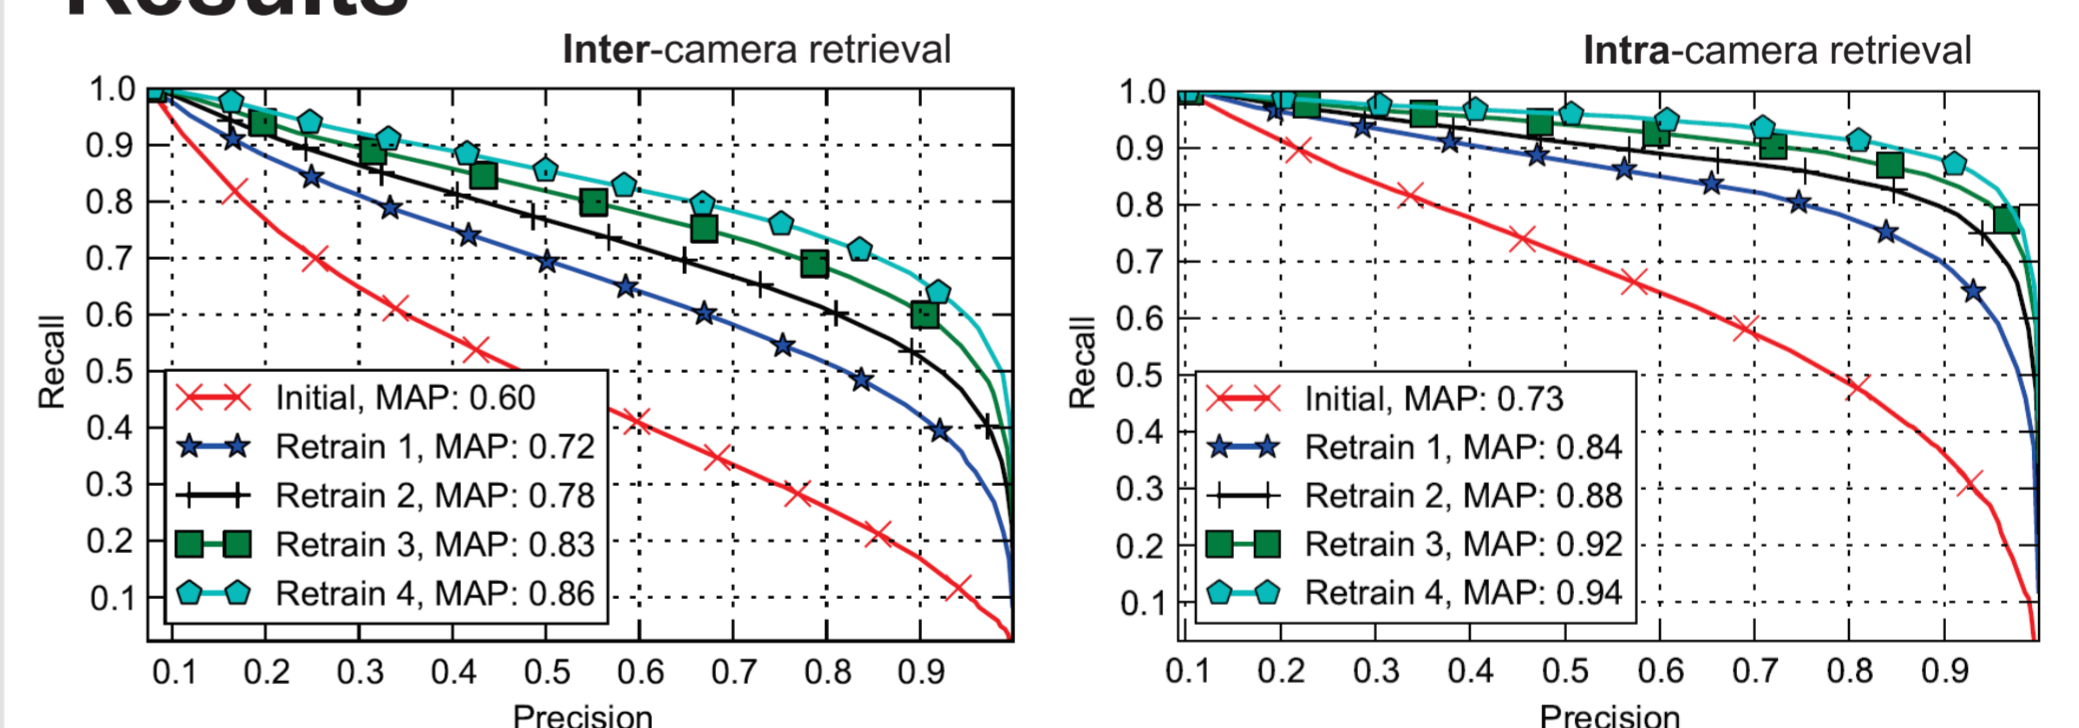 Results
Inter-camera retrieval
1.0
0.9
0.8
0.7
0.6
0.5
0.4
0.3
0.2
0.1
Recall
Initial, MAP: 0.60
Retrain 1, MAP: 0.72
Retrain 2, MAP: 0.78
Retrain 3, MAP: 0.83
Retrain 4, MAP: 0.86
0.1 0.2 0.3 0.4 0.5 0.6 0.7 0.8 0.9
Precision
Intra-camera retrieval
1.0
0.9
0.8
0.7
0.6
0.5
0.4
0.3
0.2
0.1
Recall
Initial, MAP: 0.73
Retrain 1, MAP: 0.84
Retrain 2, MAP: 0.88
Retrain 3, MAP: 0.92
Retrain 4, MAP: 0.94
0.1 0.2 0.3 0.4 0.5 0.6 0.7 0.8 0.9
Precision